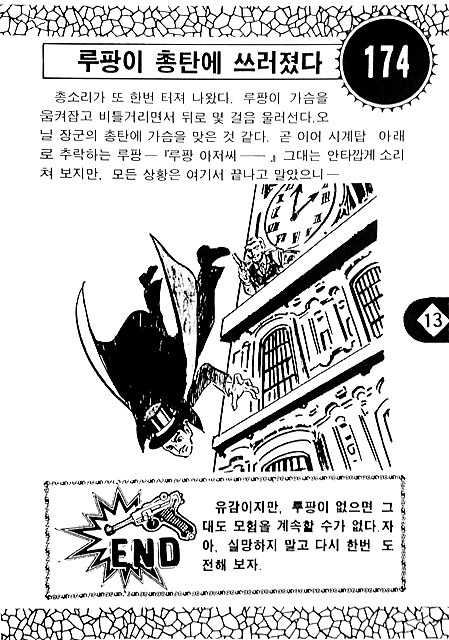 루팡이 총탄에 쓰러졌다
174
총소리가 또 한번 터져 나왔다. 루팡이 가슴을
움켜잡고 비틀거리면서 뒤로 몇 걸음 물러선다.오
닐 장군의 총탄에 가슴을 맞은 것 같다. 곧 이어 시계탑 아래
로 추락하는 루팡 ― 『루팡 아저씨 ―― 』 그대는 안타깝게 소리
쳐 보지만, 모든 상황은 여기서 끝나고 말았으니 ―
13
END
유감이지만, 루팡이 없으면 그
대도 모험을 계속할 수가 없다.자
아, 실망하지 말고 다시 한번 도
전해 보자.